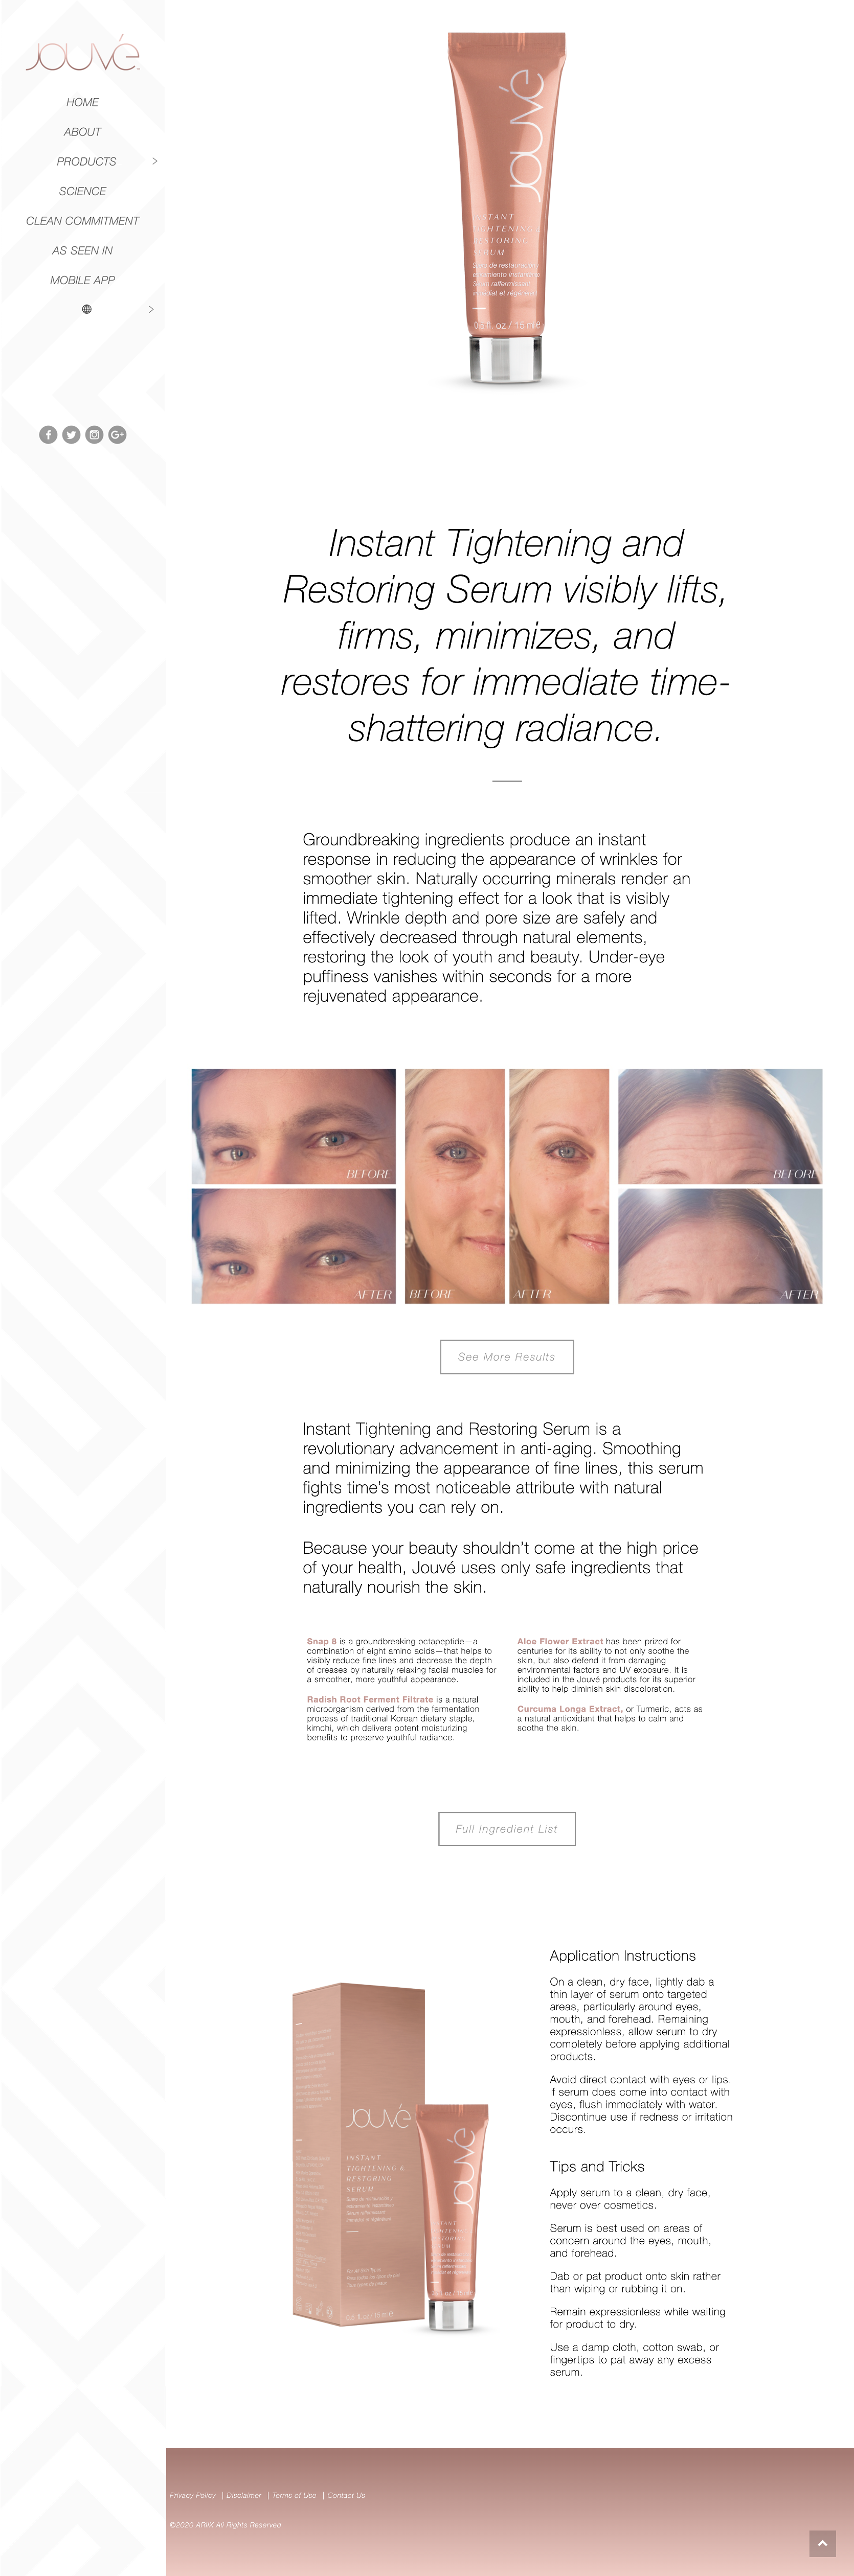 Jouvé
HOME
ABOUT
PRODUCTS
SCIENCE
CLEAN COMMITMENT
AS SEEN IN
MOBILE APP
Jouvé
Instant Tightening and
Restoring Serum visibly lifts,
firms, minimizes, and
restores for immediate time-
shattering radiance.
Groundbreaking ingredients produce an instant
response in reducing the appearance of wrinkles for
smoother skin. Naturally occurring minerals render an
immediate tightening effect for a look that is visibly
lifted. Wrinkle depth and pore size are safely and
effectively decreased through natural elements,
restoring the look of youth and beauty. Under-eye
puffiness vanishes within seconds for a more
rejuvenated appearance.
BEFORE
AFTER
BEFORE
AFTER
BEFORE
AFTER
See More Results
Instant Tightening and Restoring Serum is a
revolutionary advancement in anti-aging. Smoothing
and minimizing the appearance of fine lines, this serum
fights time’s most noticeable attribute with natural
ingredients you can rely on.
Because your beauty shouldn’t come at the high price
of your health, Jouvé uses only safe ingredients that
naturally nourish the skin.
Snap 8 is a groundbreaking octapeptide—a
combination of eight amino acids—that helps to
visibly reduce fine lines and decrease the depth
of creases by naturally relaxing facial muscles for
a smoother, more youthful appearance.
Radish Root Ferment Filtrate is a natural
microorganism derived from the fermentation
process of traditional Korean dietary staple,
kimchi, which delivers potent moisturizing
benefits to preserve youthful radiance.
Aloe Flower Extract has been prized for
centuries for its ability to not only soothe the
skin, but also defend it from damaging
environmental factors and UV exposure. It is
included in the Jouvé products for its superior
ability to help diminish skin discoloration.
Curcuma Longa Extract, or Turmeric, acts as
a natural antioxidant that helps to calm and
soothe the skin.
Full Ingredient List
Jouvé
INSTANT
TIGHTENING &
RESTORING
SERUM
Jouvé
Application Instructions
On a clean, dry face, lightly dab a
thin layer of serum onto targeted
areas, particularly around eyes,
mouth, and forehead. Remaining
expressionless, allow serum to dry
completely before applying additional
products.
Avoid direct contact with eyes or lips.
If serum does come into contact with
eyes, flush immediately with water.
Discontinue use if redness or irritation
occurs.
Tips and Tricks
Apply serum to a clean, dry face,
never over cosmetics.
Serum is best used on areas of
concern around the eyes, mouth,
and forehead.
Dab or pat product onto skin rather
than wiping or rubbing it on.
Remain expressionless while waiting
for product to dry.
Use a damp cloth, cotton swab, or
fingertips to pat away any excess
serum.
Privacy Policy | Disclaimer | Terms of Use | Contact Us
©2020 ARIIX All Rights Reserved